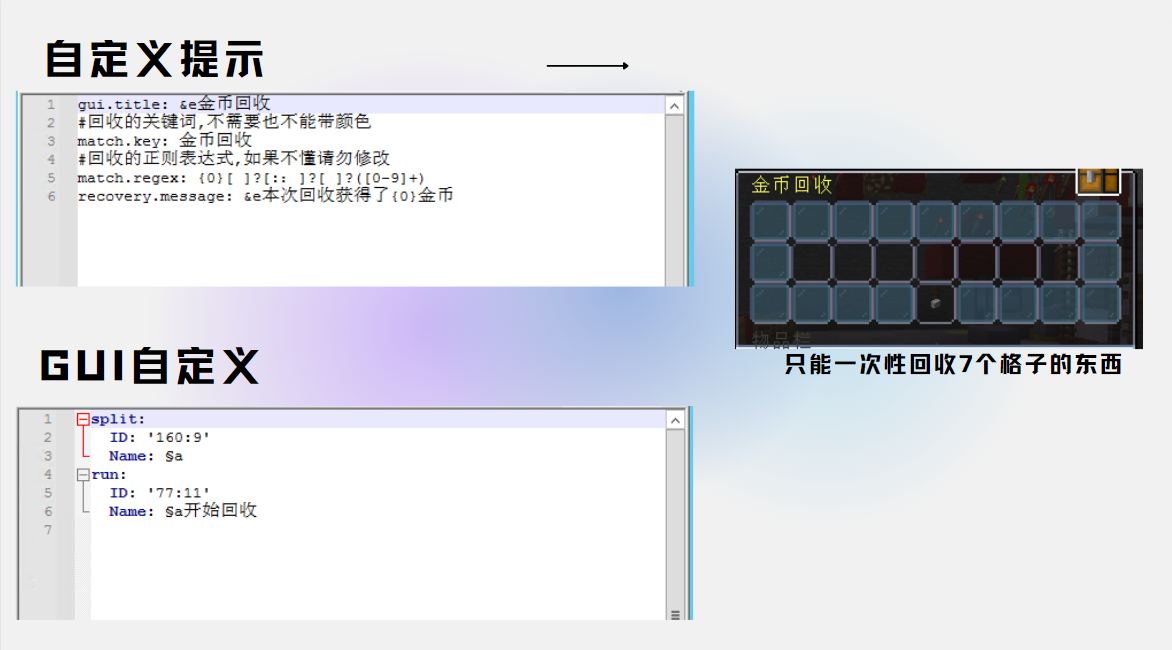 自定义提示
1 gui.title: &e金币回收
2 #回收的关键词,不需要也不能带颜色
3 match.key: 金币回收
4 #回收的正则表达式,如果不懂请勿修改
5 match.regex: {0}[ ]?[:: ]?[ ]?([0-9]+)
6 recovery.message: &e本次回收获得了{0}金币
金币回收
物品栏
只能一次性回收7个格子的东西
GUI自定义
1 split:
2 ID: '160:9'
3 Name: §a
4 run:
5 ID: '77:11'
6 Name: §a开始回收
7